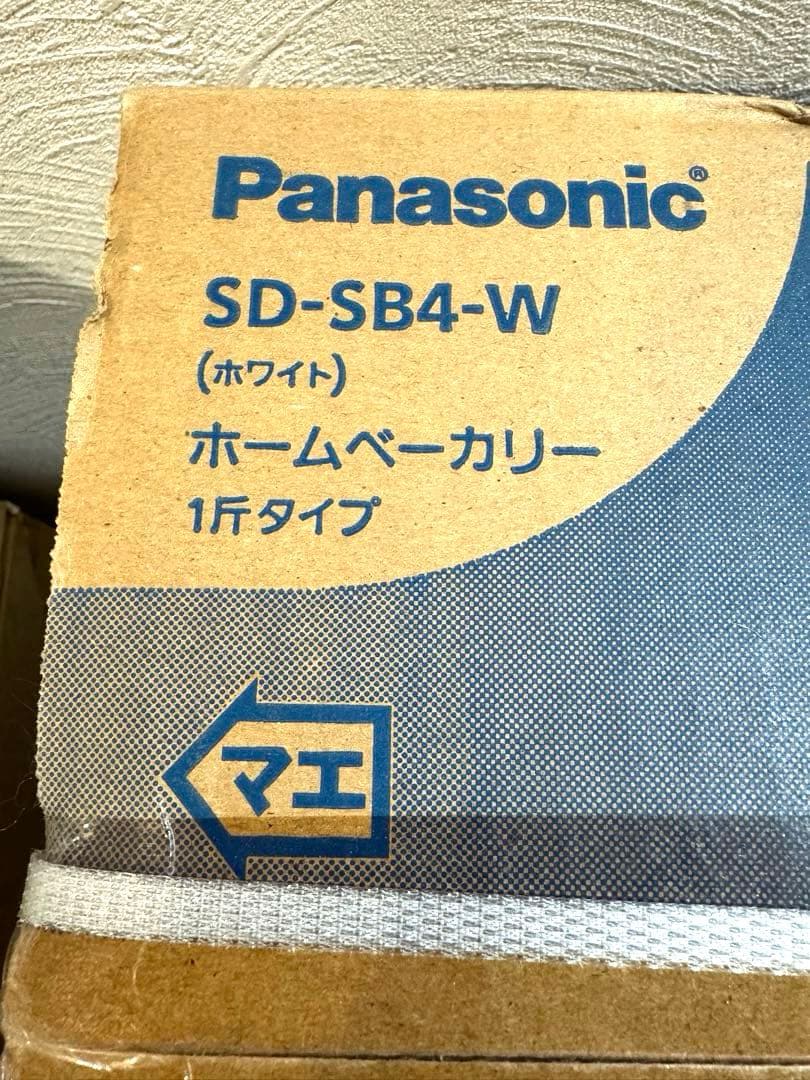 Panasonic®
SD-SB4-W
(ホワイト)
ホームベーカリー
1斤タイプ
マエ